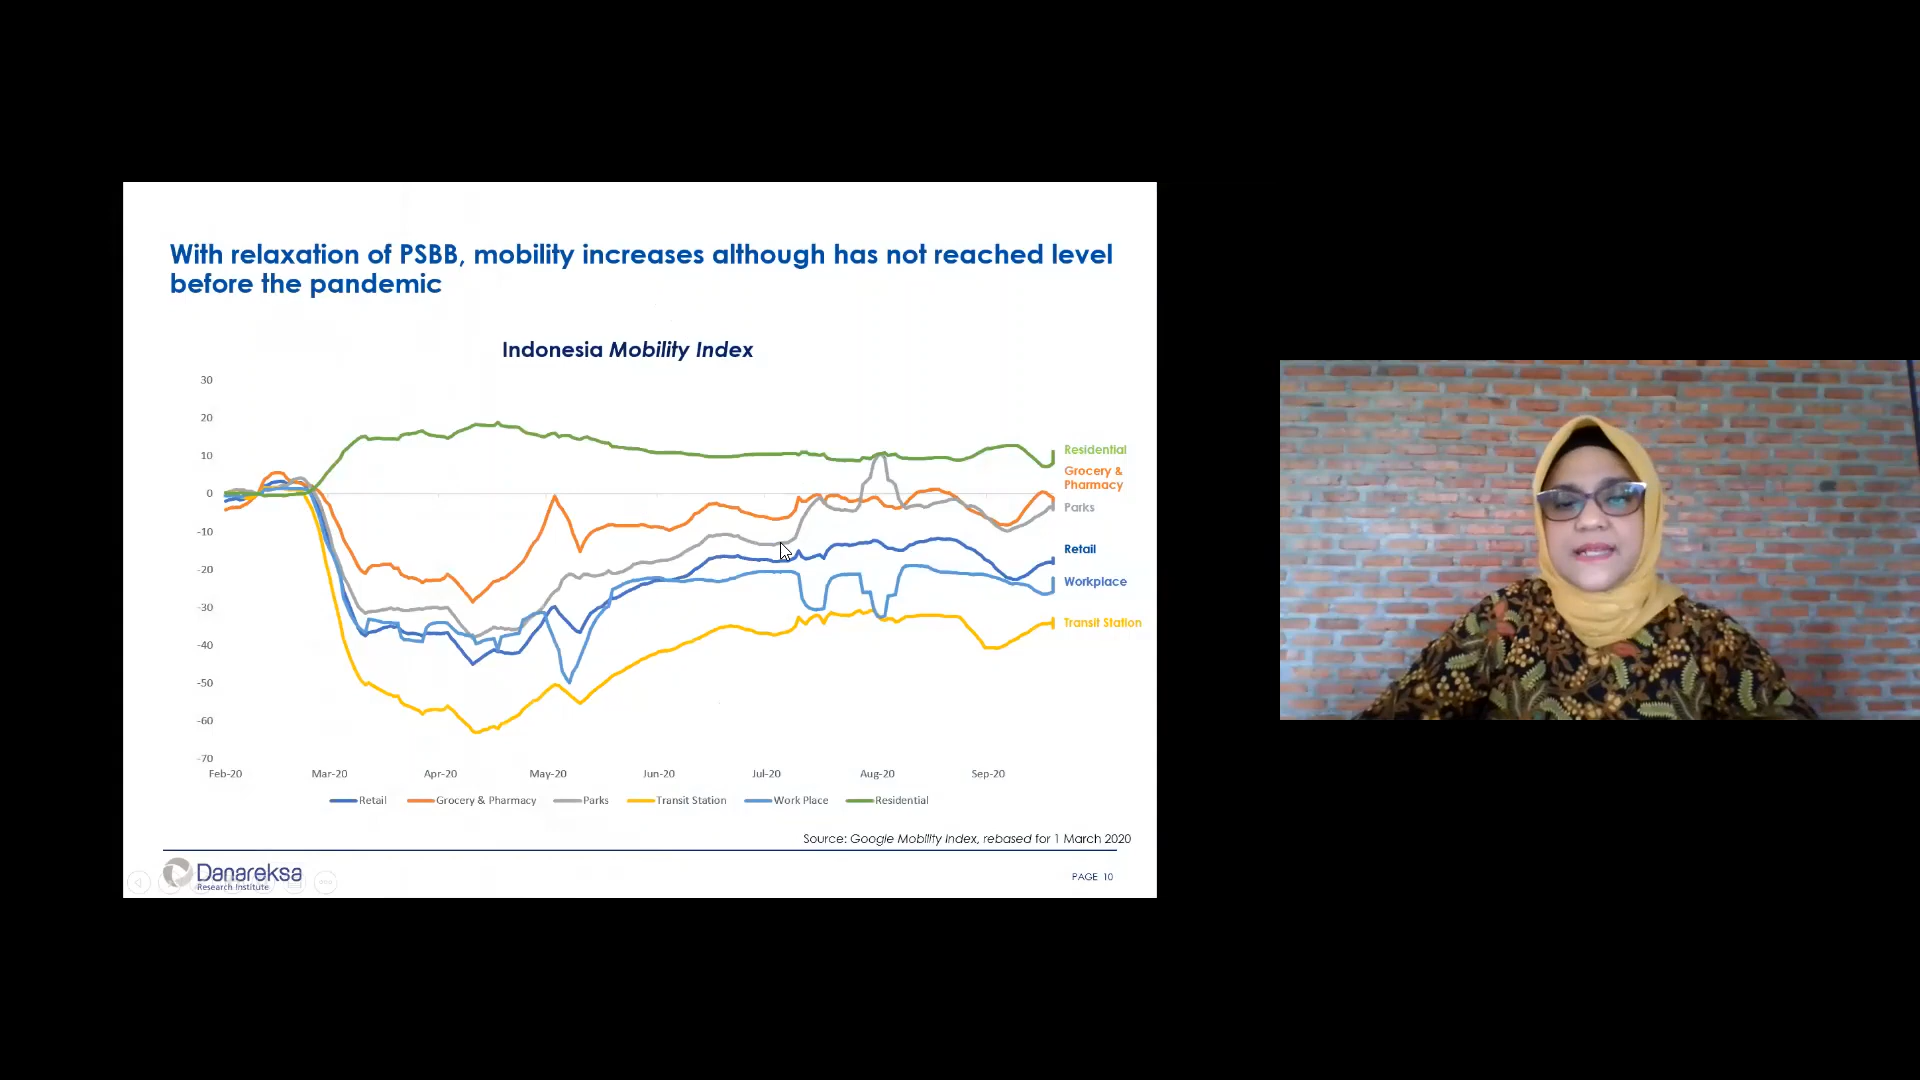 With relaxation of PSBB, mobility increases although has not reached level
before the pandemic
Indonesia Mobility Index
30
20
10
0
-10
-20
-30
-40
-50
-60
-70
Feb-20 Mar-20 Apr-20 May-20 Jun-20 Jul-20 Aug-20 Sep-20
Residential
Grocery &
Pharmacy
Parks
Retail
Workplace
Transit Station
Retail Grocery & Pharmacy Parks Transit Station Work Place Residential
Source: Google Mobility Index, rebased for 1 March 2020
Danareksa
Research Institute
PAGE 10